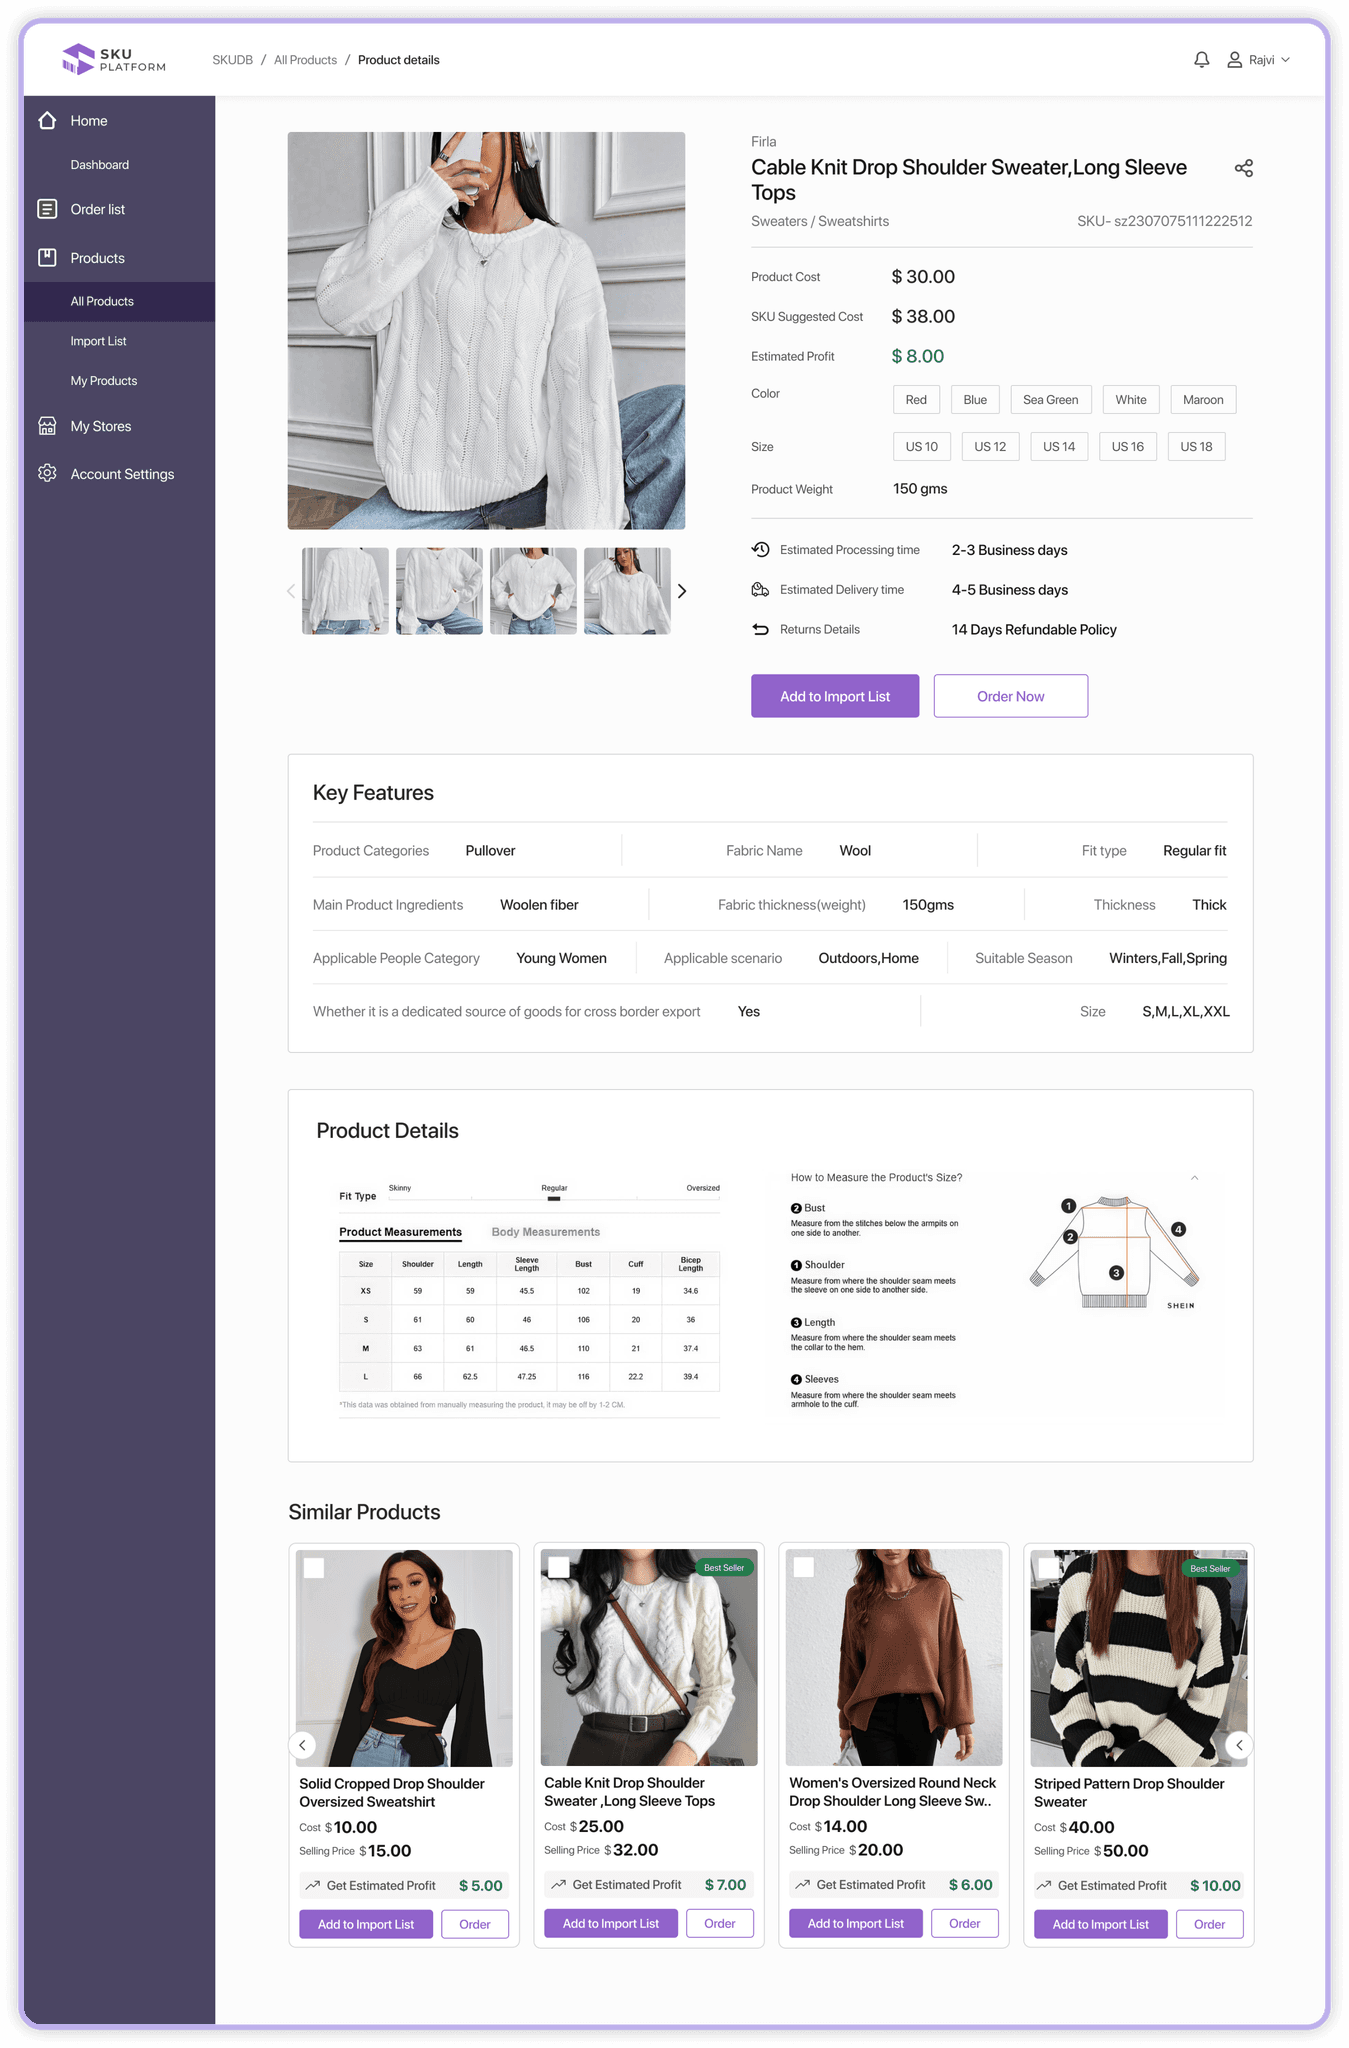 SKU
PLATFORM
SKUDB / All Products / Product details
Rajvi
Home
Dashboard
Order list
Products
All Products
Import List
My Products
My Stores
Account Settings
Firla
Cable Knit Drop Shoulder Sweater,Long Sleeve
Tops
Sweaters / Sweatshirts
SKU- sz2307075111222512
Product Cost
$ 30.00
SKU Suggested Cost
$ 38.00
Estimated Profit
$ 8.00
Color
Red
Blue
Sea Green
White
Maroon
Size
US 10
US 12
US 14
US 16
US 18
Product Weight
150 gms
Estimated Processing time
2-3 Business days
Estimated Delivery time
4-5 Business days
Returns Details
14 Days Refundable Policy
Add to Import List
Order Now
Key Features
Product Categories
Pullover
Fabric Name
Wool
Fit type
Regular fit
Main Product Ingredients
Woolen fiber
Fabric thickness(weight)
150gms
Thickness
Thick
Applicable People Category
Young Women
Applicable scenario
Outdoors,Home
Suitable Season
Winters,Fall,Spring
Whether it is a dedicated source of goods for cross border export
Yes
Size
S,M,L,XL,XXL
Product Details
Fit Type
Skinny
Regular
Oversized
Product Measurements
Body Measurements
Size Shoulder Length Sleeve Length Bust Cuff Bicep Length
XS 59 59 45.5 102 19 34.6
S 61 60 46 106 20 36
M 63 61 46.5 110 21 37.4
L 66 62.5 47.25 116 22.2 39.4
*This data was obtained from manually measuring the product, it may be off by 1-2 CM.
How to Measure the Product's Size?
2 Bust
Measure from the stitches below the armpits on
one side to another.
1 Shoulder
Measure from where the shoulder seam meets
the sleeve on one side to another side.
3 Length
Measure from where the shoulder seam meets
the collar to the hem.
4 Sleeves
Measure from where the shoulder seam meets
armhole to the cuff.
1
2
3
4
SHEIN
Similar Products
Solid Cropped Drop Shoulder
Oversized Sweatshirt
Cost $ 10.00
Selling Price $ 15.00
Get Estimated Profit $ 5.00
Add to Import List
Order
Best Seller
Cable Knit Drop Shoulder
Sweater ,Long Sleeve Tops
Cost $ 25.00
Selling Price $ 32.00
Get Estimated Profit $ 7.00
Add to Import List
Order
Women's Oversized Round Neck
Drop Shoulder Long Sleeve Sw..
Cost $ 14.00
Selling Price $ 20.00
Get Estimated Profit $ 6.00
Add to Import List
Order
Best Seller
Striped Pattern Drop Shoulder
Sweater
Cost $ 40.00
Selling Price $ 50.00
Get Estimated Profit $ 10.00
Add to Import List
Order